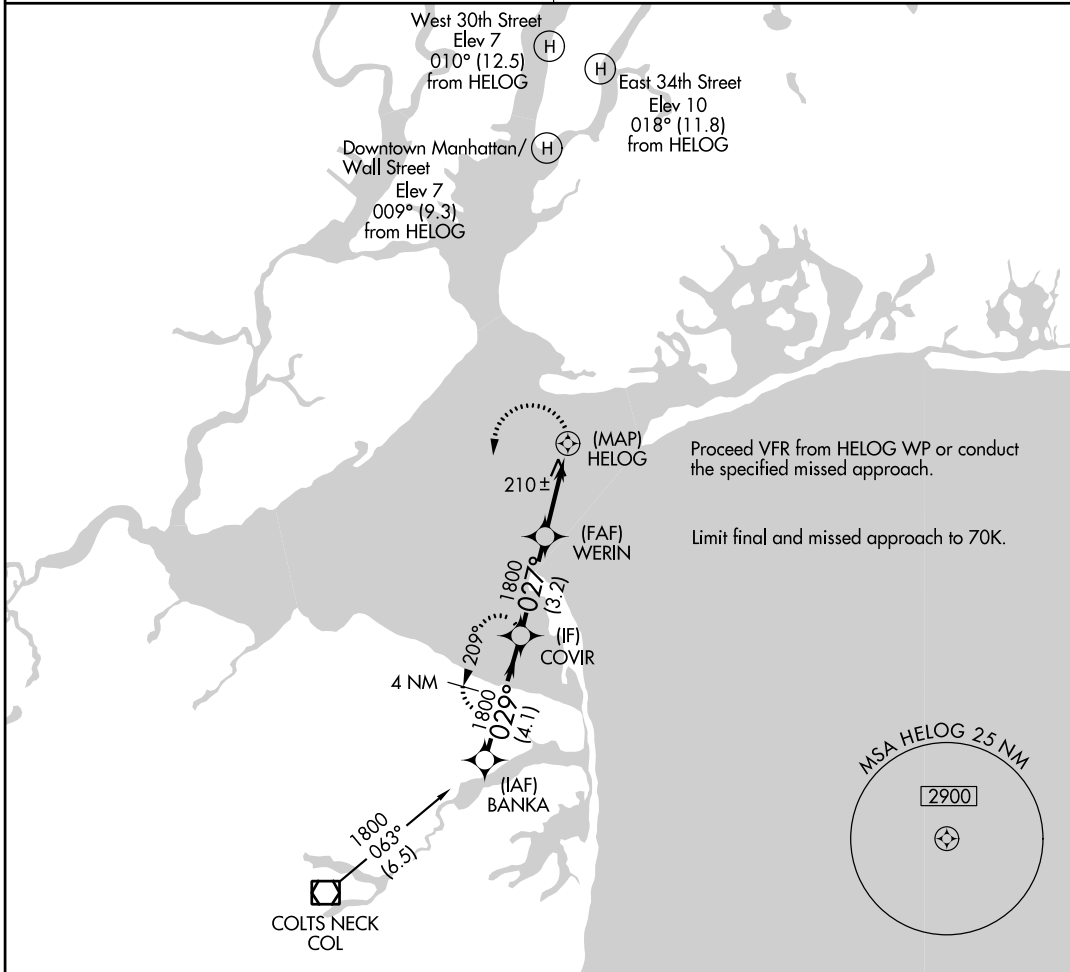 West 30th Street
Elev 7
010° (12.5)
from HELOG
H
H
East 34th Street
Elev 10
018° (11.8)
from HELOG
Downtown Manhattan/
Wall Street
H
Elev 7
009° (9.3)
from HELOG
(MAP)
HELOG
Proceed VFR from HELOG WP or conduct
the specified missed approach.
210±
(FAF)
WERIN
Limit final and missed approach to 70K.
1800
027°
(3.2)
(IF)
COVIR
209°
4 NM
1800
029°
(4.1)
(IAF)
BANKA
1800
063°
(6.5)
COLTS NECK
COL
MSA HELOG 25 NM
2900